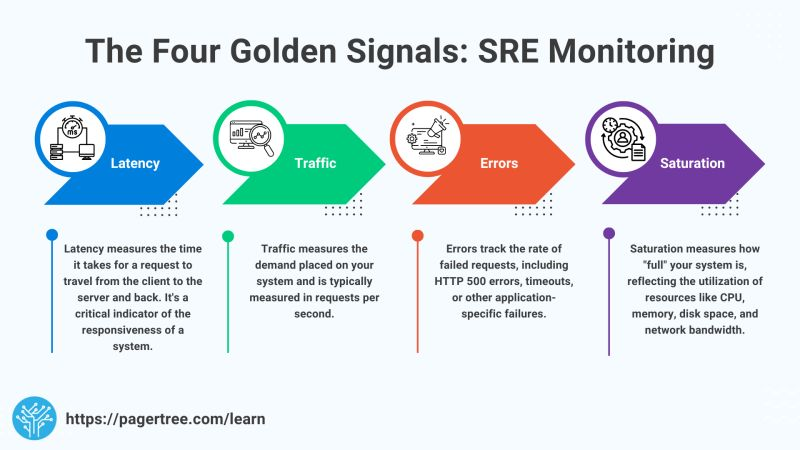 The Four Golden Signals: SRE Monitoring
ms
Latency
Traffic
Errors
Saturation
Latency measures the time
it takes for a request to
travel from the client to the
server and back. It's a
critical indicator of the
responsiveness of a
system.
Traffic measures the
demand placed on your
system and is typically
measured in requests per
second.
Errors track the rate of
failed requests, including
HTTP 500 errors, timeouts,
or other application-
specific failures.
Saturation measures how
"full" your system is,
reflecting the utilization of
resources like CPU,
memory, disk space, and
network bandwidth.
https://pagertree.com/learn